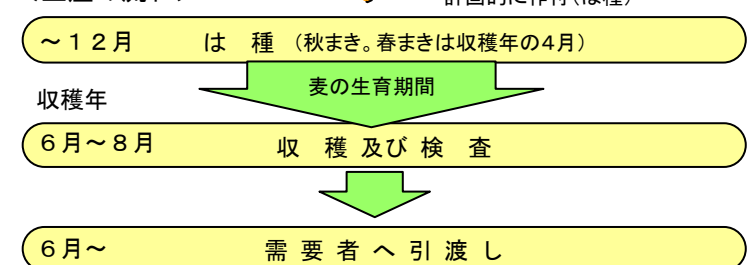 計画的に作付(は種)
～１２月 は 種 (秋まき。春まきは収穫年の4月)
麦の生育期間
収穫年
６月～８月 収 穫 及 び 検 査
６月～ 需 要 者 へ 引 渡 し